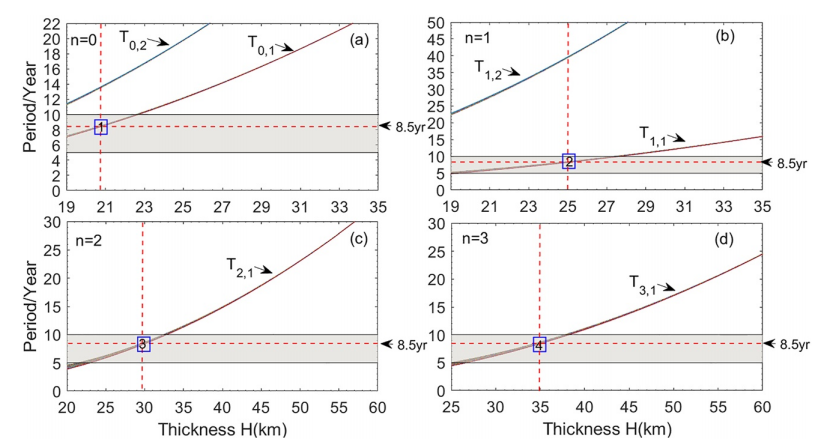 n=0
T0,2
T0,1
(a)
Period/Year
22
20
18
16
14
12
10
8
6
4
2
0
1
8.5yr
19 21 23 25 27 29 31 33 35
n=1
T1,2
T1,1
(b)
50
45
40
35
30
25
20
15
10
5
0
2
8.5yr
19 21 23 25 27 29 31 33 35
n=2
T2,1
(c)
Period/Year
30
25
20
15
10
5
0
3
8.5yr
20 25 30 35 40 45 50 55 60
Thickness H(km)
n=3
T3,1
(d)
30
25
20
15
10
5
0
4
8.5yr
25 30 35 40 45 50 55 60
Thickness H(km)